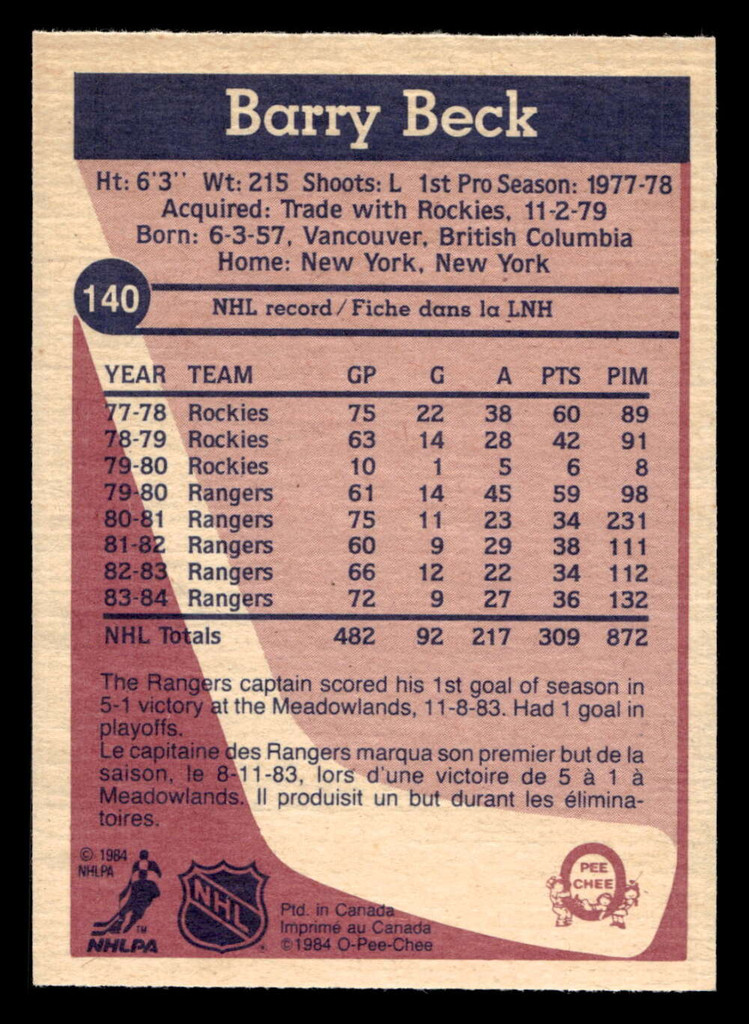 Barry Beck
Ht: 6'3'' Wt: 215 Shoots: L 1st Pro Season: 1977-78
Acquired: Trade with Rockies, 11-2-79
Born: 6-3-57, Vancouver, British Columbia
Home: New York, New York
140
NHL record/Fiche dans la LNH
YEAR TEAM GP G A PTS PIM
77-78 Rockies 75 22 38 60 89
78-79 Rockies 63 14 28 42 91
79-80 Rockies 10 1 5 6 8
79-80 Rangers 61 14 45 59 98
80-81 Rangers 75 11 23 34 231
81-82 Rangers 60 9 29 38 111
82-83 Rangers 66 12 22 34 112
83-84 Rangers 72 9 27 36 132
NHL Totals 482 92 217 309 872
The Rangers captain scored his 1st goal of season in
5-1 victory at the Meadowlands, 11-8-83. Had 1 goal in
playoffs.
Le capitaine des Rangers marqua son premier but de la
saison, le 8-11-83, lors d'une victoire de 5 à 1 à
Meadowlands. Il produisit un but durant les élimina-
toires.
© 1984
NHLPA
TM
NHLPA
NHL
Ptd. in Canada
Imprimé au Canada
©1984 O-Pee-Chee
PEE
CHEE